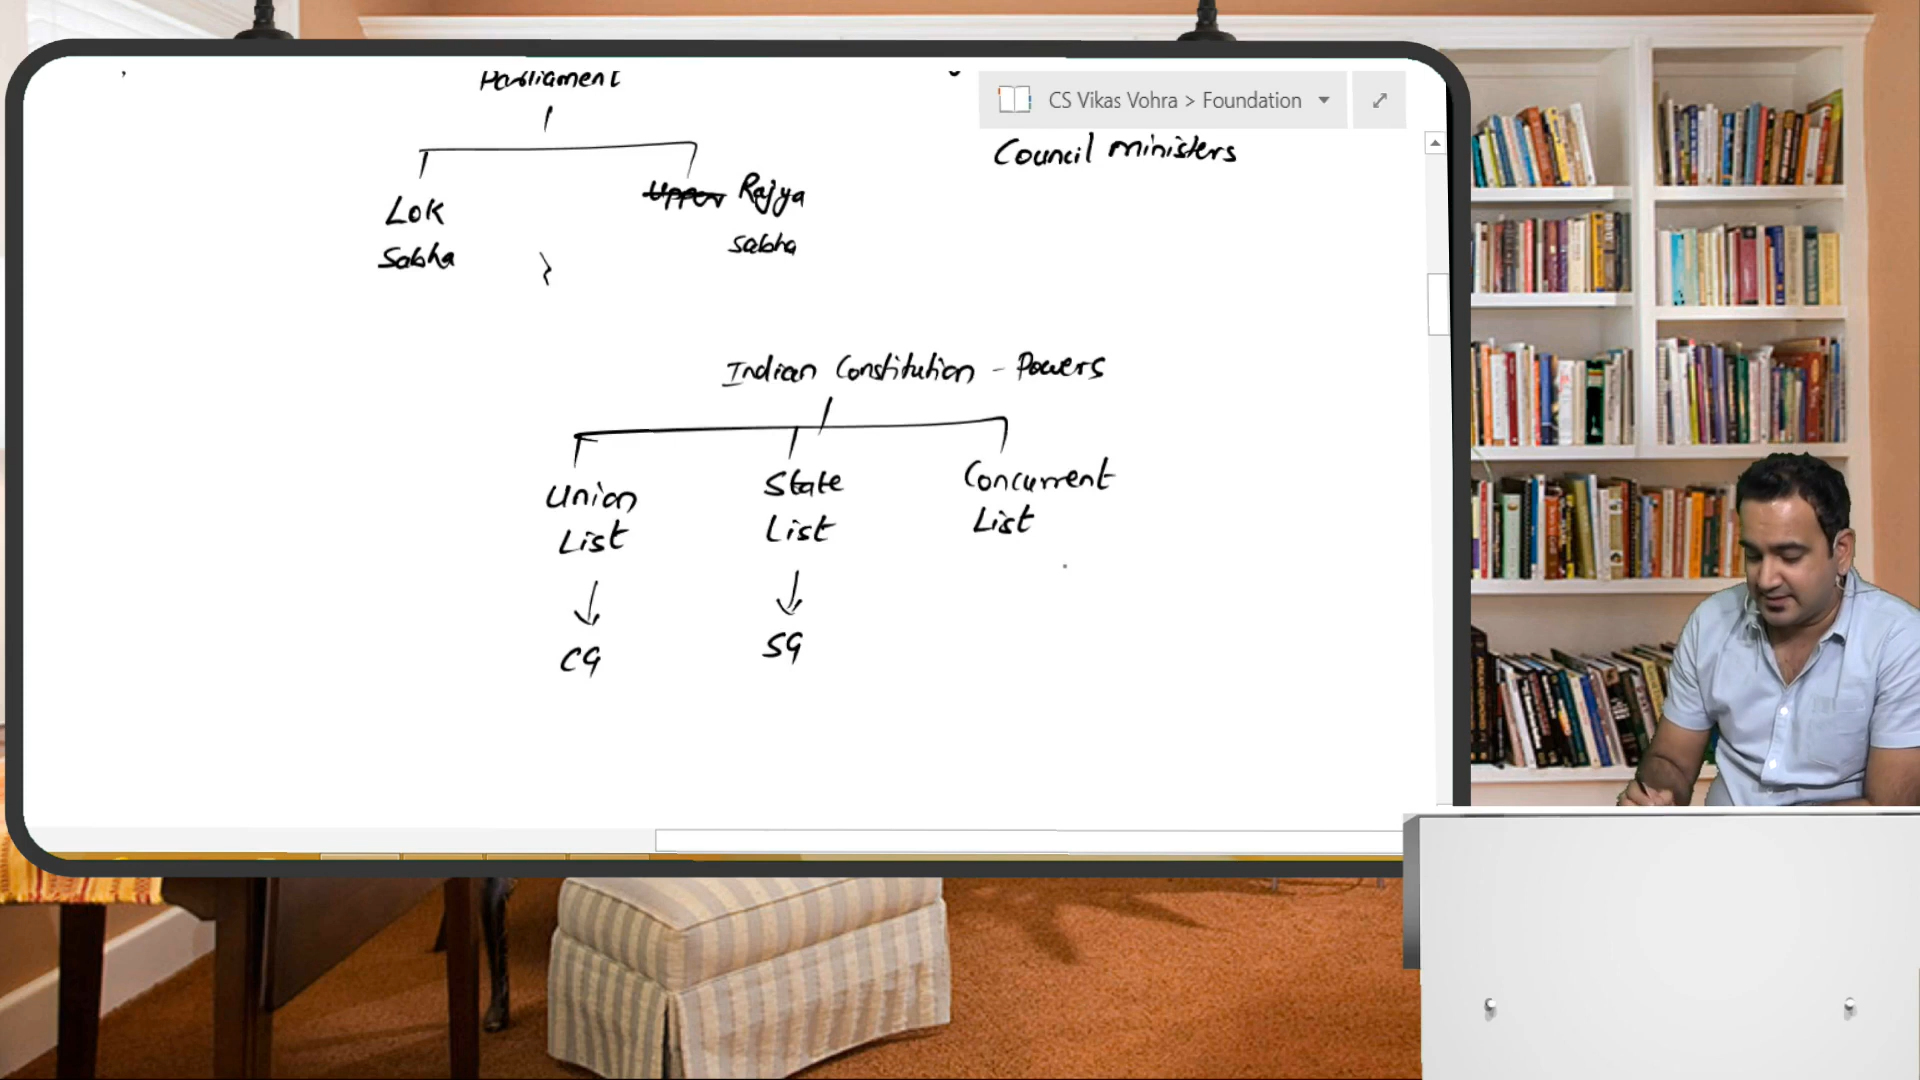 Parliament
CS Vikas Vohra > Foundation
Council ministers
Lok
Sabha
Upper Rajya
Sabha
Indian Constitution - Powers
Union
List
State
List
Concurrent
List
CG
SG